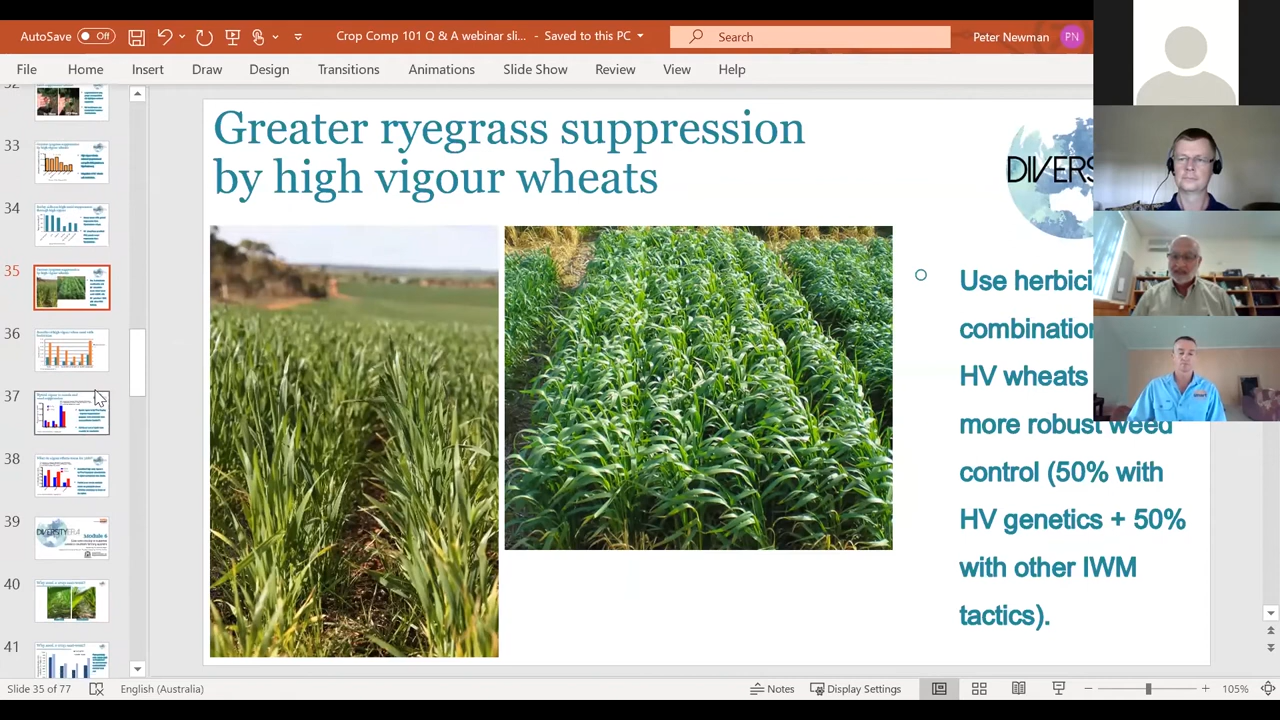 AutoSave Off
Crop Comp 101 Q & A webinar sli... - Saved to this PC
Search
Peter Newman PN
File Home Insert Draw Design Transitions Animations Slide Show Review View Help
33
34
35
36
37
38
39
40
41
Greater ryegrass suppression
by high vigour wheats
DIVERS
Use herbici
combination
HV wheats
more robust weed
control (50% with
HV genetics + 50%
with other IWM
tactics).
Slide 35 of 77 English (Australia) Notes Display Settings 105%